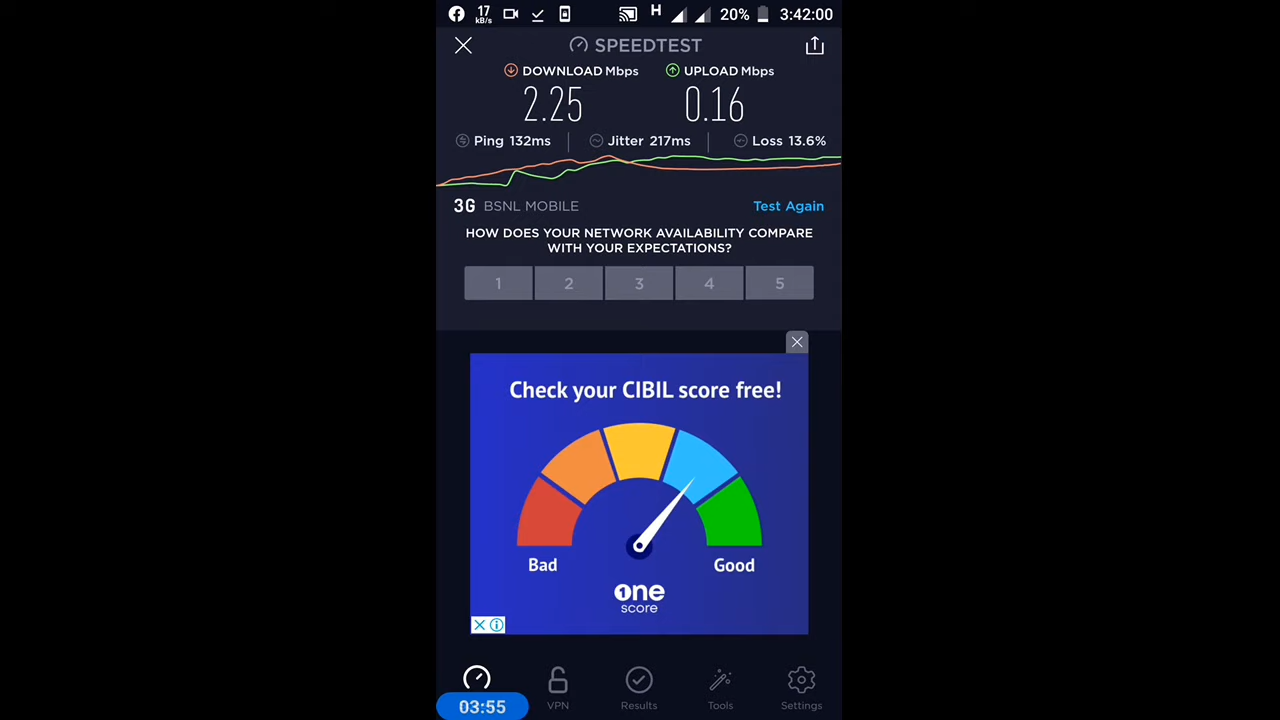 17
kB/s
H
20%
3:42:00
SPEEDTEST
DOWNLOAD Mbps
UPLOAD Mbps
2.25
0.16
Ping 132ms
Jitter 217ms
Loss 13.6%
3G BSNL MOBILE
Test Again
HOW DOES YOUR NETWORK AVAILABILITY COMPARE
WITH YOUR EXPECTATIONS?
1 2 3 4 5
Check your CIBIL score free!
Bad
Good
1
one
score
VPN
Results
Tools
Settings
03:55